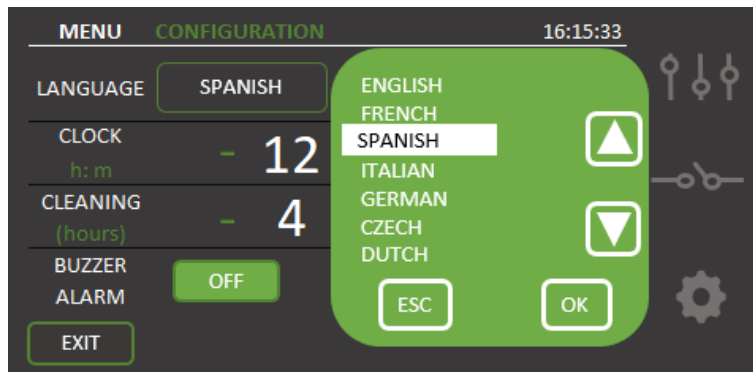 MENU CONFIGURATION 16:15:33
LANGUAGE SPANISH
CLOCK
h: m
- 12
CLEANING
(hours)
- 4
BUZZER
ALARM
OFF
EXIT
ENGLISH
FRENCH
SPANISH
ITALIAN
GERMAN
CZECH
DUTCH
ESC OK